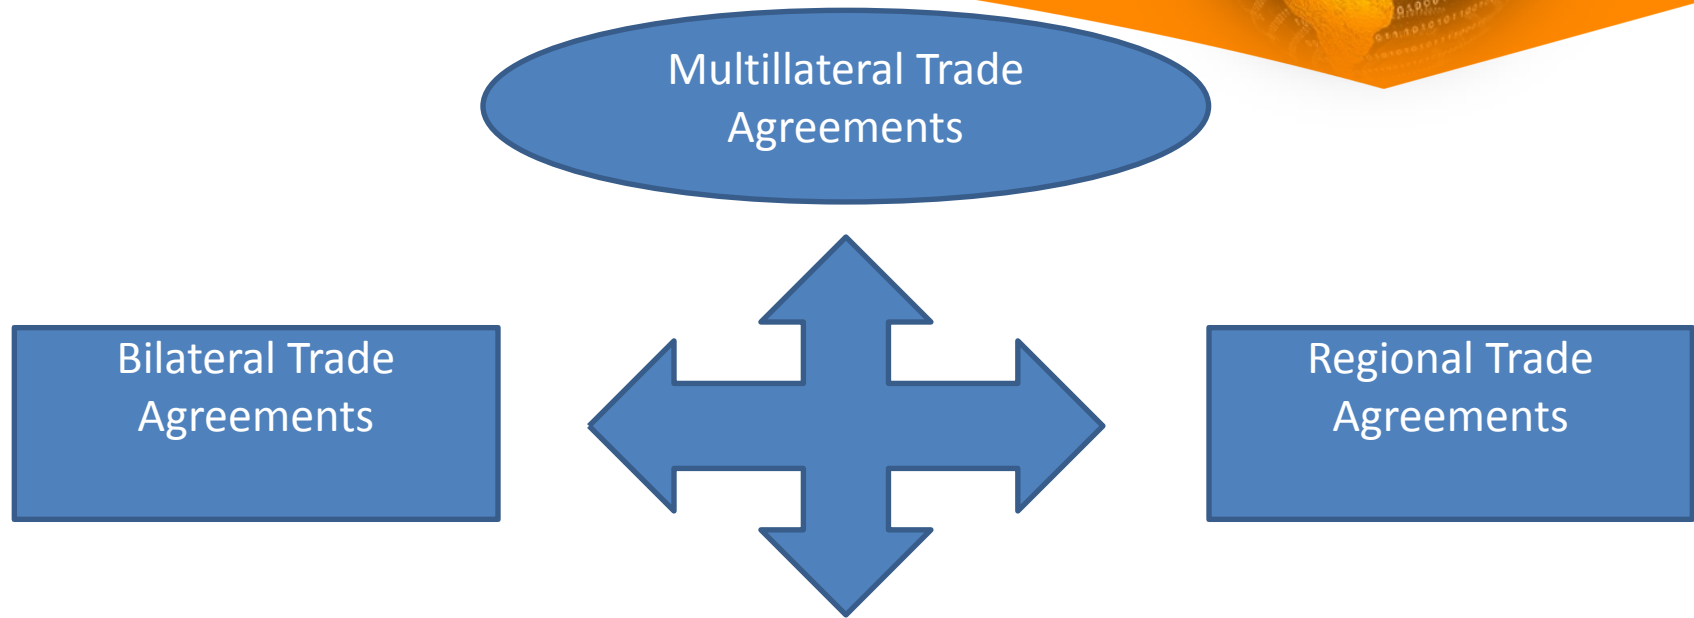 Multillateral Trade
Agreements
Bilateral Trade
Agreements
Regional Trade
Agreements